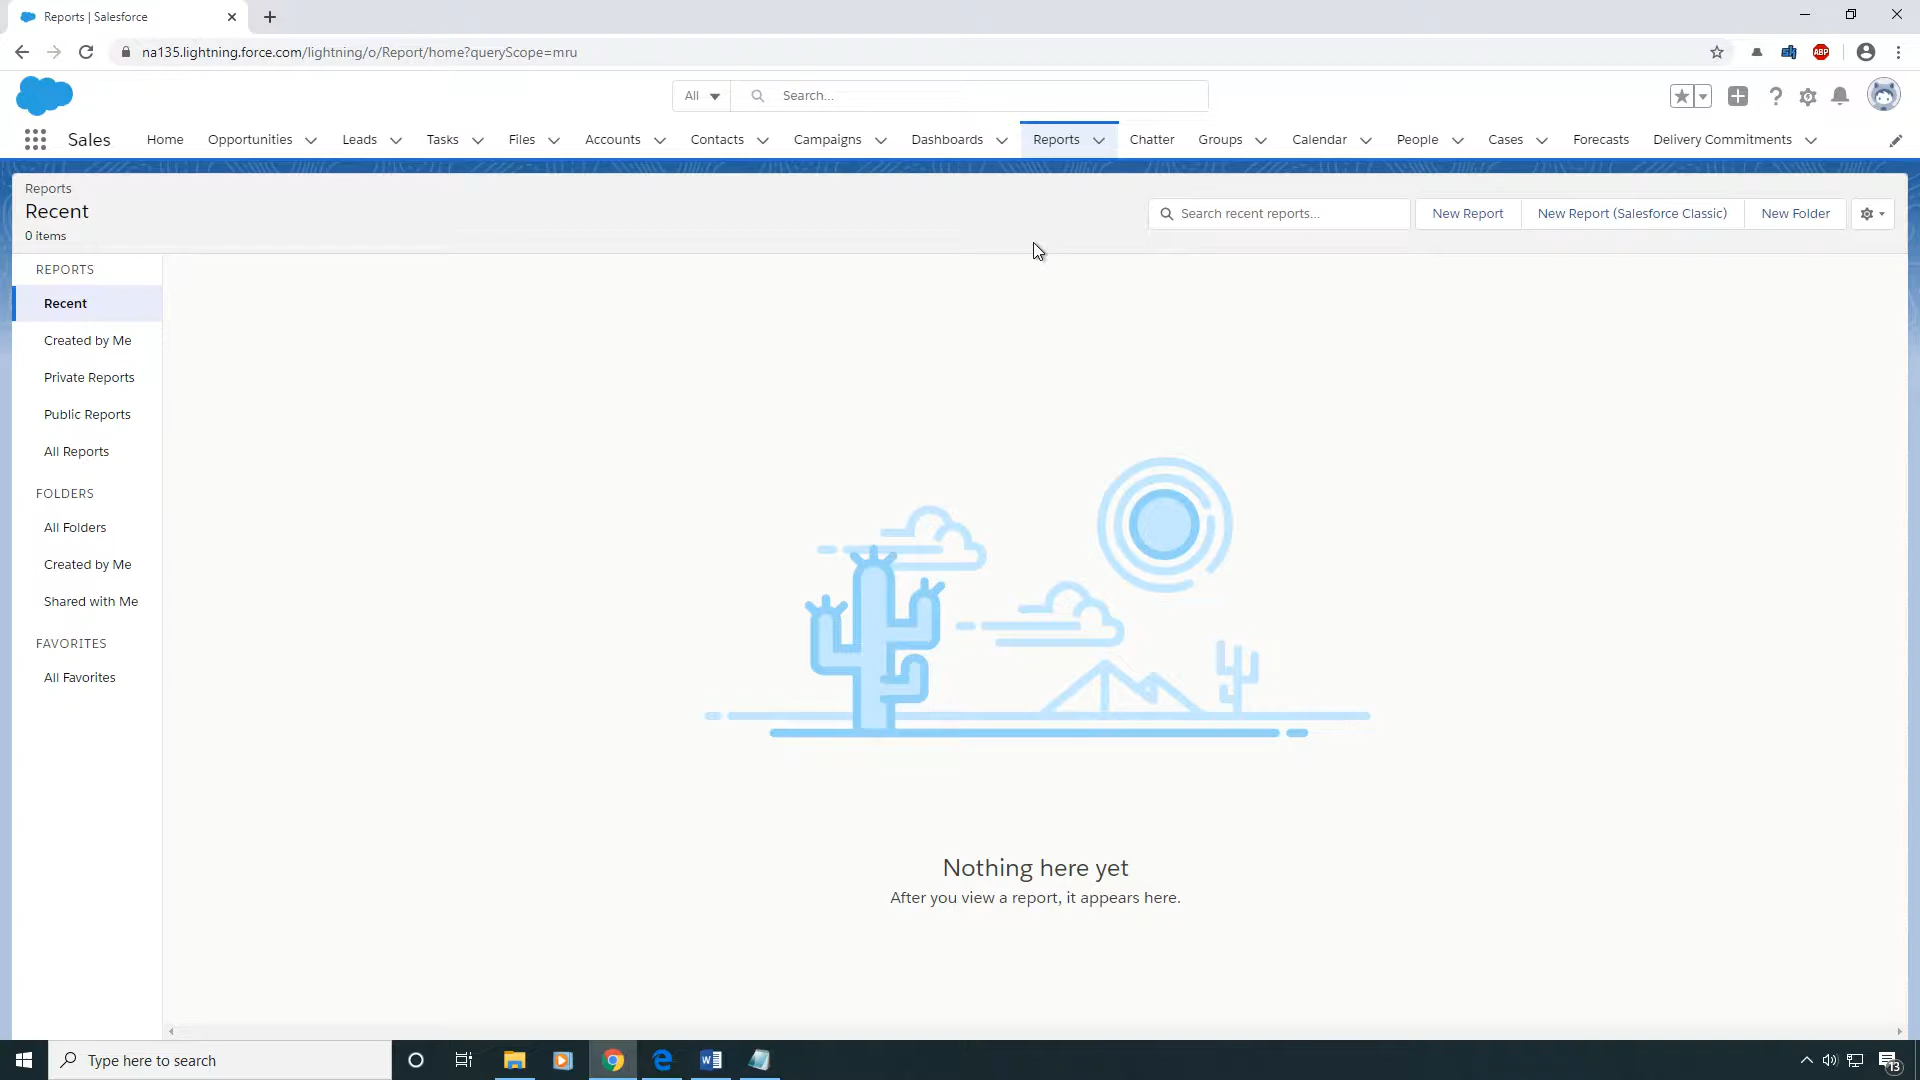 Reports | Salesforce
na135.lightning.force.com/lightning/o/Report/home?queryScope=mru
ABP
All
Search...
Sales
Home
Opportunities
Leads
Tasks
Files
Accounts
Contacts
Campaigns
Dashboards
Reports
Chatter
Groups
Calendar
People
Cases
Forecasts
Delivery Commitments
Reports
Recent
0 items
Search recent reports...
New Report
New Report (Salesforce Classic)
New Folder
REPORTS
Recent
Created by Me
Private Reports
Public Reports
All Reports
FOLDERS
All Folders
Created by Me
Shared with Me
FAVORITES
All Favorites
Nothing here yet
After you view a report, it appears here.
Type here to search
13